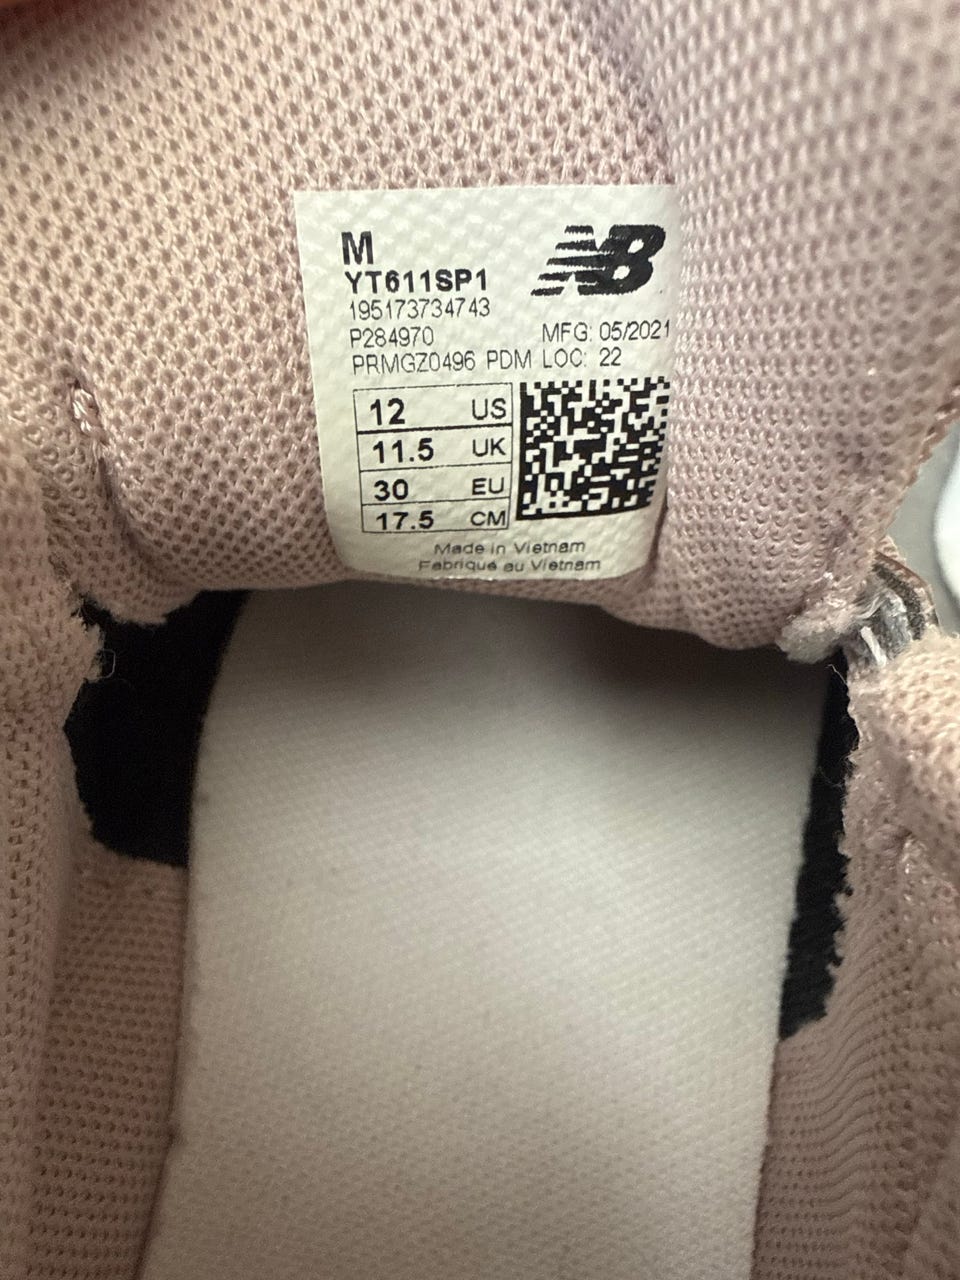 M
NB
YT611SP1
195173734743
P284970 MFG: 05/2021
PRMGZ0496 PDM LOC: 22
12 US
11.5 UK
30 EU
17.5 CM
Made in Vietnam
Fabriqué au Vietnam